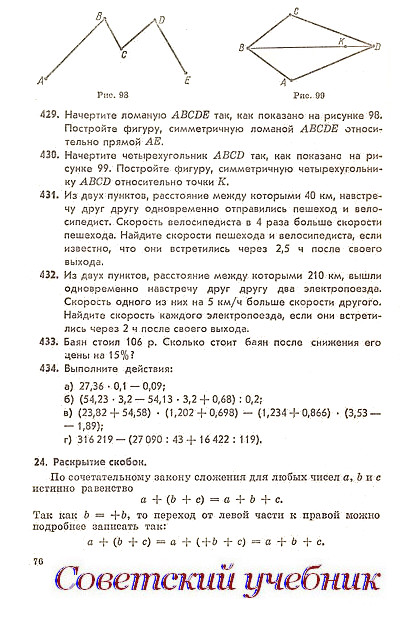 B
D
C
A
E
Рис. 98
C
B
K
D
A
Рис. 99
429. Начертите ломаную ABCDE так, как показано на рисунке 98.
Постройте фигуру, симметричную ломаной ABCDE относи-
тельно прямой AE.
430. Начертите четырехугольник ABCD так, как показано на ри-
сунке 99. Постройте фигуру, симметричную четырехугольни-
ку ABCD относительно точки K.
431. Из двух пунктов, расстояние между которыми 40 км, навстре-
чу друг другу одновременно отправились пешеход и вело-
сипедист. Скорость велосипедиста в 4 раза больше скорости
пешехода. Найдите скорости пешехода и велосипедиста, если
известно, что они встретились через 2,5 ч после своего
выхода.
432. Из двух пунктов, расстояние между которыми 210 км, вышли
одновременно навстречу друг другу два электропоезда.
Скорость одного из них на 5 км/ч больше скорости другого.
Найдите скорость каждого электропоезда, если они встрети-
лись через 2 ч после своего выхода.
433. Баян стоил 106 р. Сколько стоит баян после снижения его
цены на 15%?
434. Выполните действия:
а) 27,36 · 0,1 — 0,09;
б) (54,23 · 3,2 — 54,13 · 3,2 + 0,68) : 0,2;
в) (23,82 + 54,58) · (1,202 + 0,698) — (1,234 + 0,866) · (3,53 —
— 1,89);
г) 316 219 — (27 090 : 43 + 16 422 : 119).
24. Раскрытие скобок.
По сочетательному закону сложения для любых чисел a, b и c
истинно равенство
a + (b + c) = a + b + c.
Так как b = +b, то переход от левой части к правой можно
подробнее записать так:
a + (b + c) = a + (+b + c) = a + b + c.
76
Советский учебник